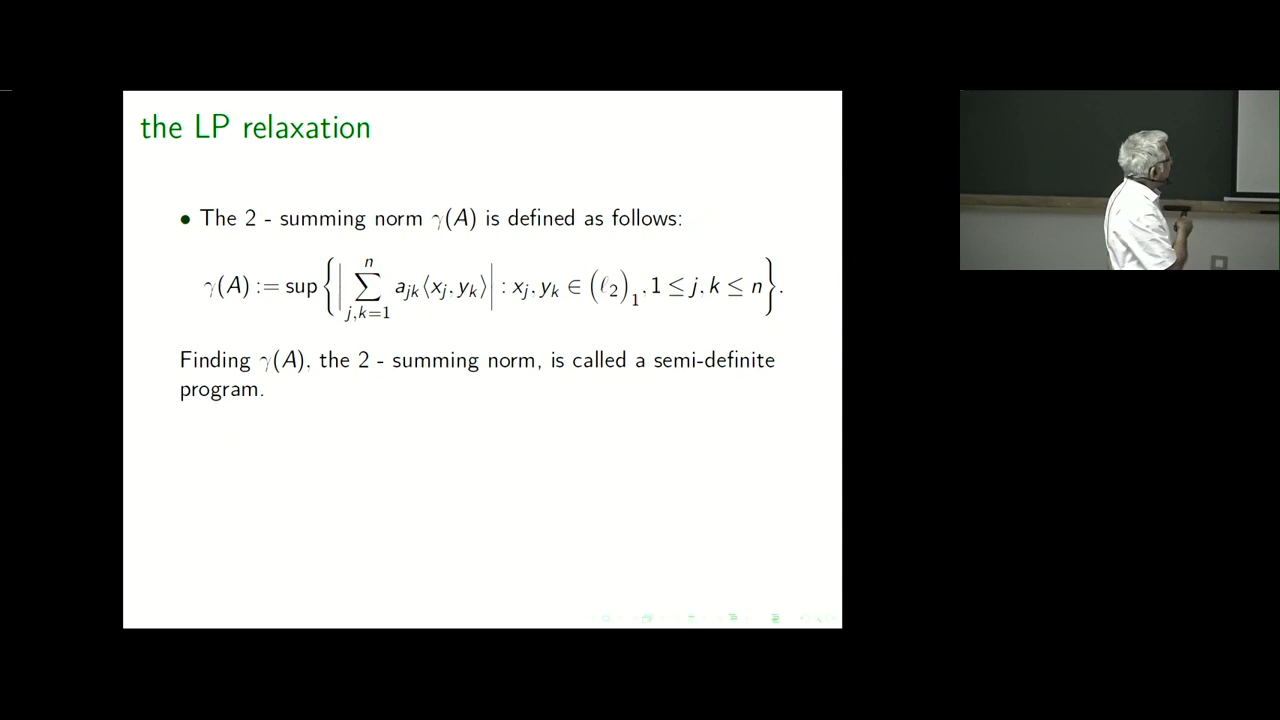 the LP relaxation
• The 2 - summing norm γ(A) is defined as follows:
γ(A) := sup { | ∑_{j,k=1}^{n} a_{jk}⟨x_j, y_k⟩ | : x_j, y_k ∈ (ℓ_2)_1, 1 ≤ j, k ≤ n }.
Finding γ(A), the 2 - summing norm, is called a semi-definite
program.